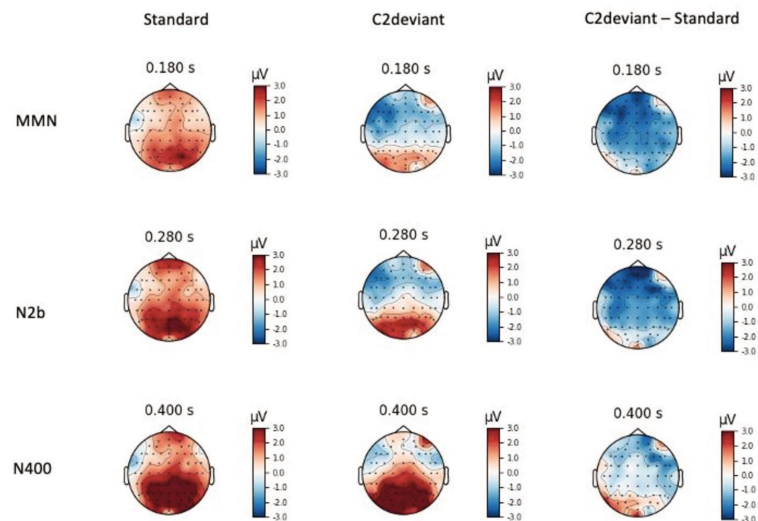 Standard C2deviant C2deviant – Standard
MMN
0.180 s µV 0.180 s µV 0.180 s µV
3.0 3.0 3.0
2.0 2.0 2.0
1.0 1.0 1.0
0.0 0.0 0.0
-1.0 -1.0 -1.0
-2.0 -2.0 -2.0
-3.0 -3.0 -3.0
N2b
0.280 s µV 0.280 s µV 0.280 s µV
3.0 3.0 3.0
2.0 2.0 2.0
1.0 1.0 1.0
0.0 0.0 0.0
-1.0 -1.0 -1.0
-2.0 -2.0 -2.0
-3.0 -3.0 -3.0
N400
0.400 s µV 0.400 s µV 0.400 s µV
3.0 3.0 3.0
2.0 2.0 2.0
1.0 1.0 1.0
0.0 0.0 0.0
-1.0 -1.0 -1.0
-2.0 -2.0 -2.0
-3.0 -3.0 -3.0